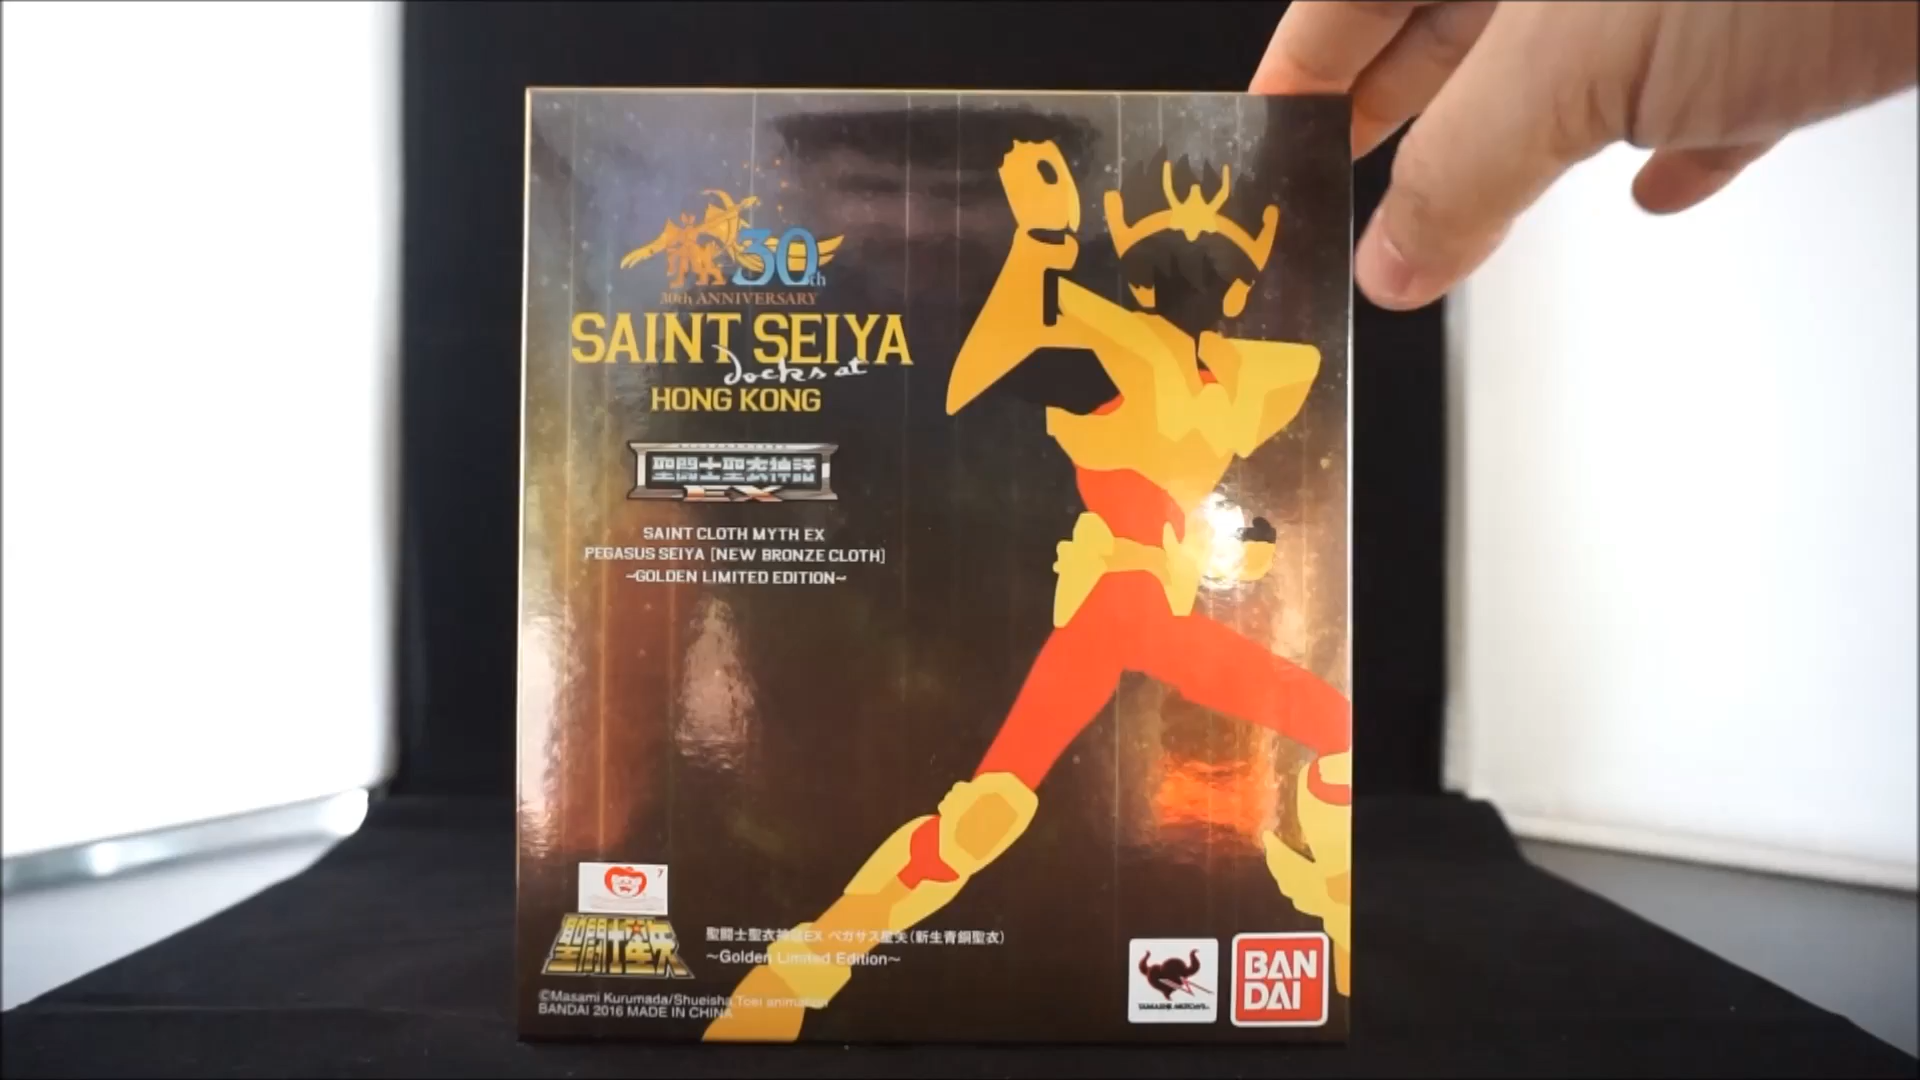 30th
30th ANNIVERSARY
SAINT SEIYA
docks at
HONG KONG
聖闘士聖衣神話
EX
SAINT CLOTH MYTH EX
PEGASUS SEIYA [NEW BRONZE CLOTH]
~GOLDEN LIMITED EDITION~
7
聖闘士星矢
聖闘士聖衣神話EX ペガサス星矢(新生青銅聖衣)
~Golden Limited Edition~
©Masami Kurumada/Shueisha Toei animation
BANDAI 2016 MADE IN CHINA
TAMASHII NATIONS
BAN
DAI